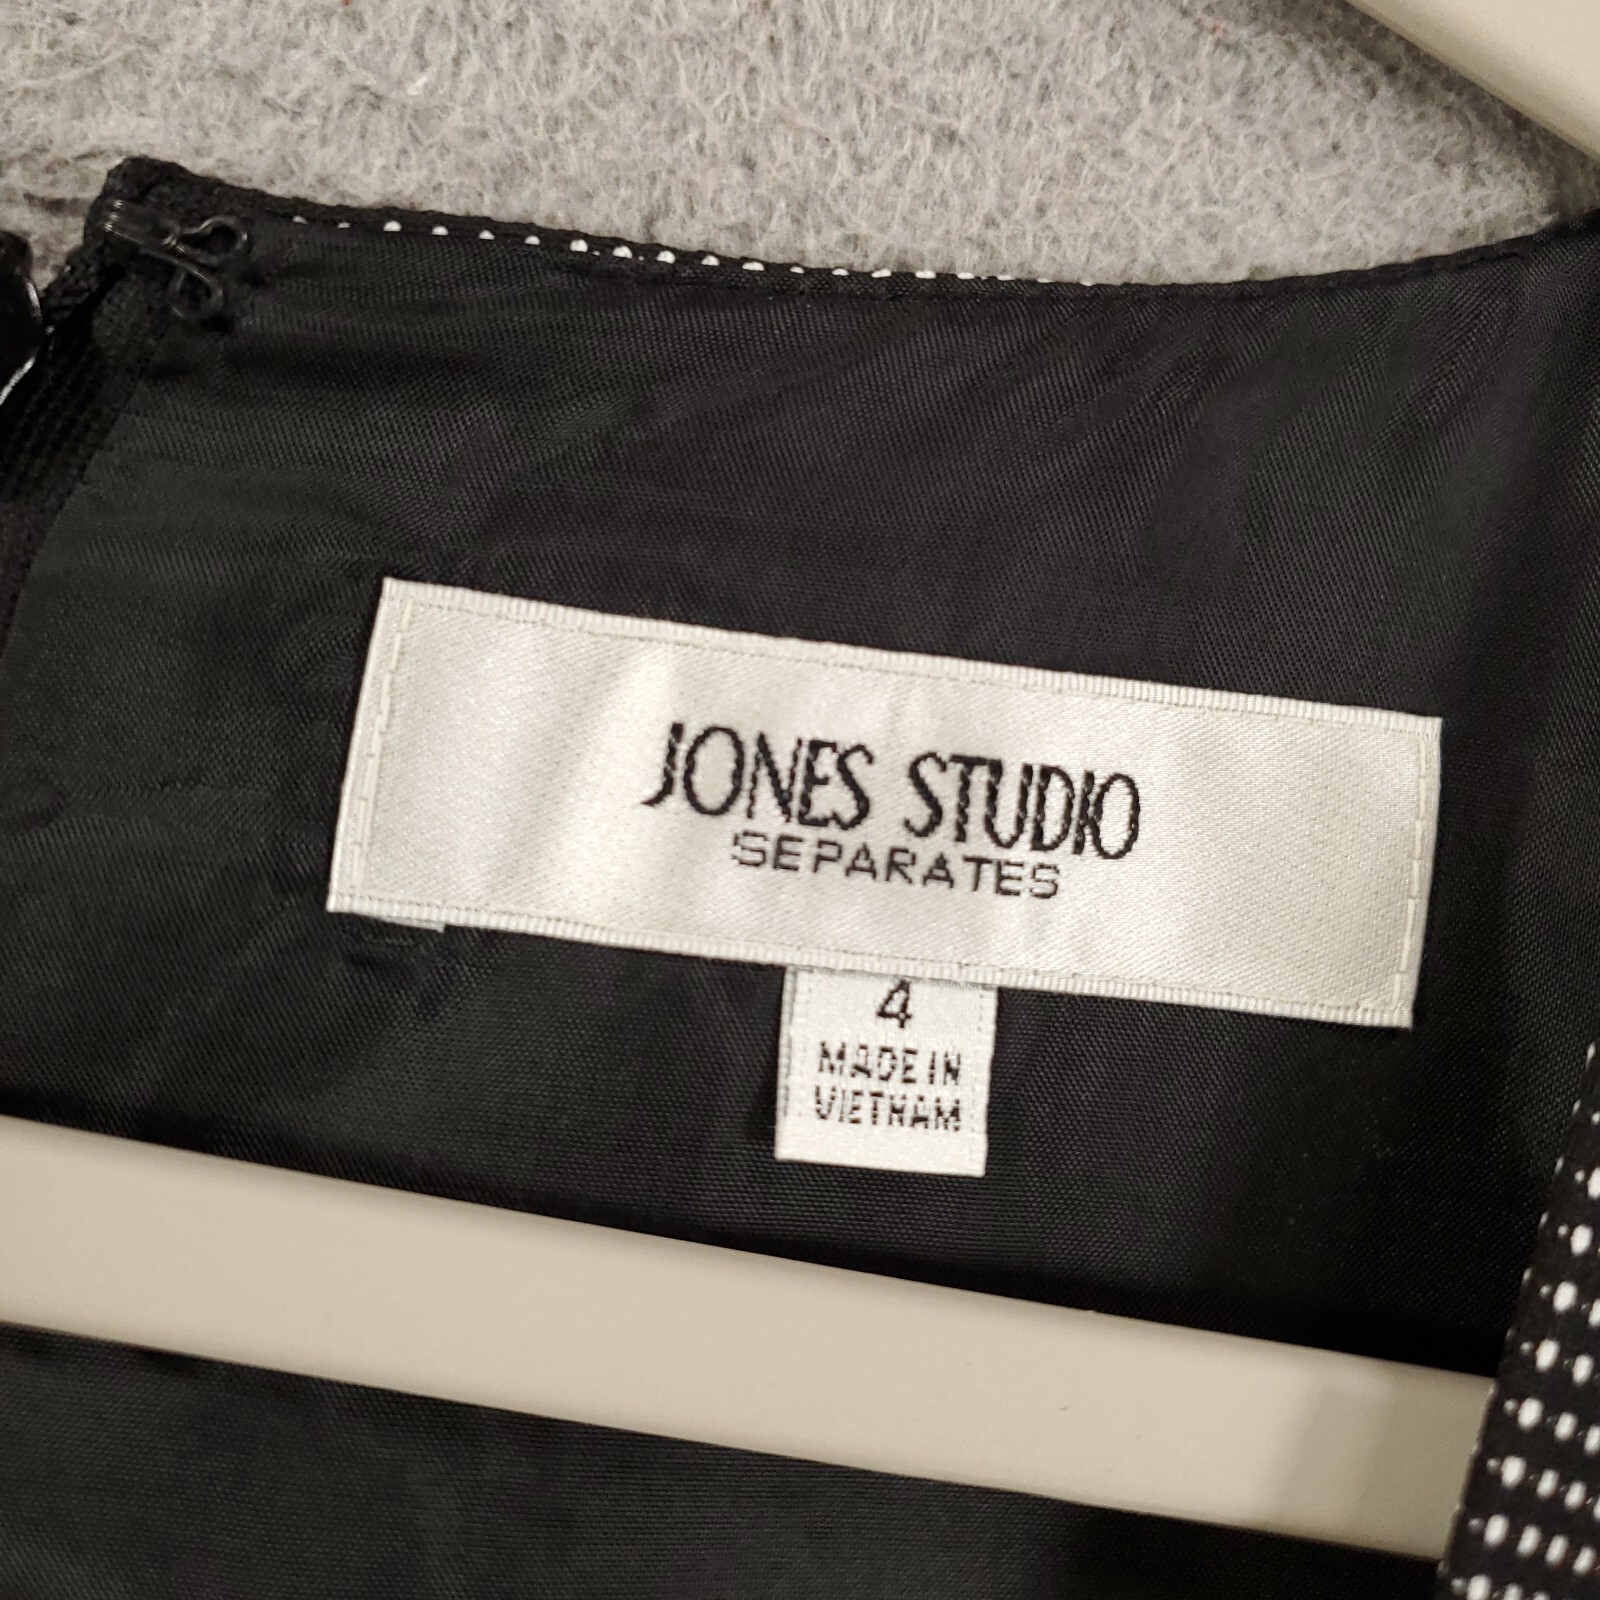 JONES STUDIO
SEPARATES
4
MADE IN
VIETNAM